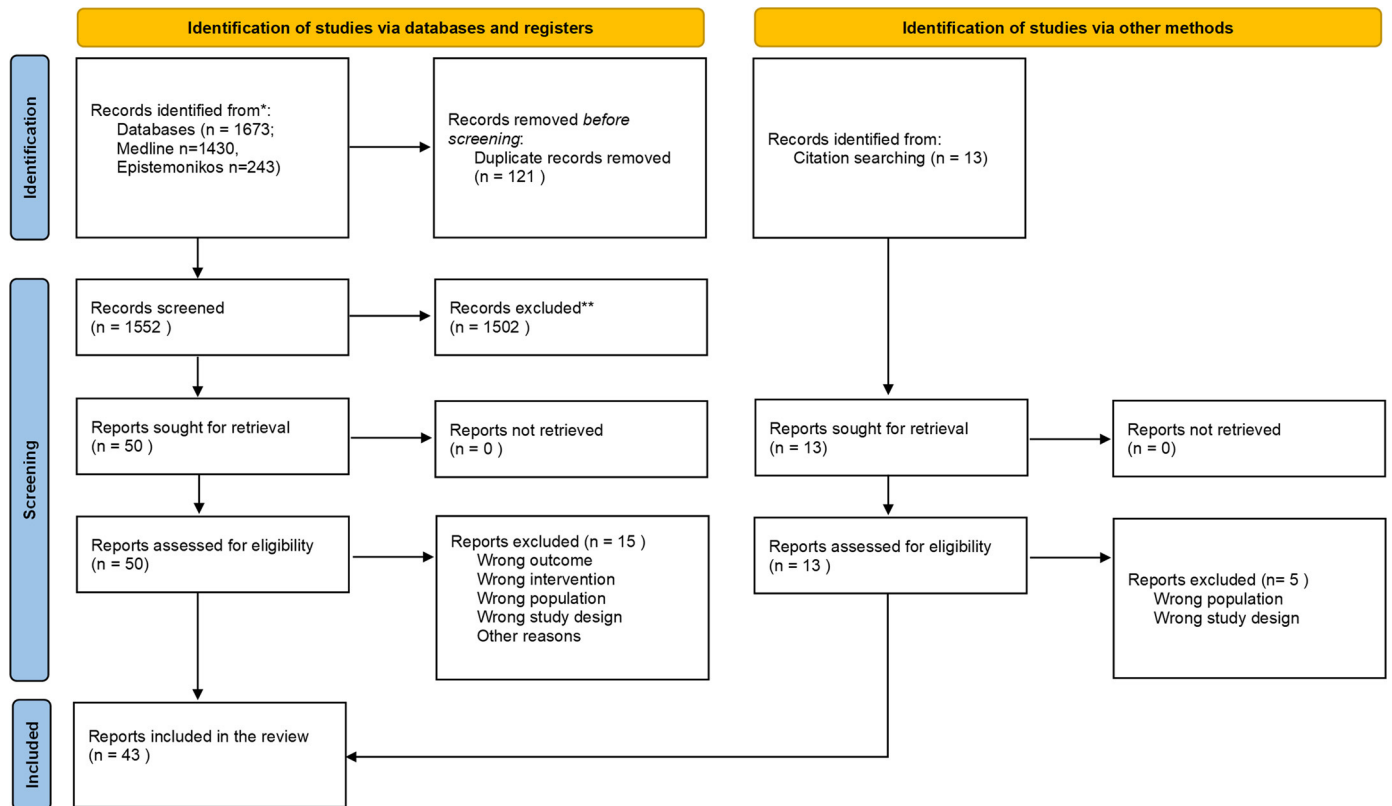 Identification of studies via databases and registers
Identification of studies via other methods
Identification
Records identified from*:
Databases (n = 1673;
Medline n=1430,
Epistemonikos n=243)
Records removed before
screening:
Duplicate records removed
(n = 121 )
Records identified from:
Citation searching (n = 13)
Screening
Records screened
(n = 1552 )
Records excluded**
(n = 1502 )
Reports sought for retrieval
(n = 50 )
Reports not retrieved
(n = 0 )
Reports sought for retrieval
(n = 13)
Reports not retrieved
(n = 0)
Reports assessed for eligibility
(n = 50)
Reports excluded (n = 15 )
Wrong outcome
Wrong intervention
Wrong population
Wrong study design
Other reasons
Reports assessed for eligibility
(n = 13 )
Reports excluded (n= 5 )
Wrong population
Wrong study design
Included
Reports included in the review
(n = 43 )